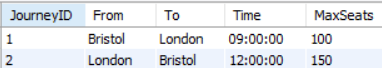 JourneyID From To Time MaxSeats
1 Bristol London 09:00:00 100
2 London Bristol 12:00:00 150